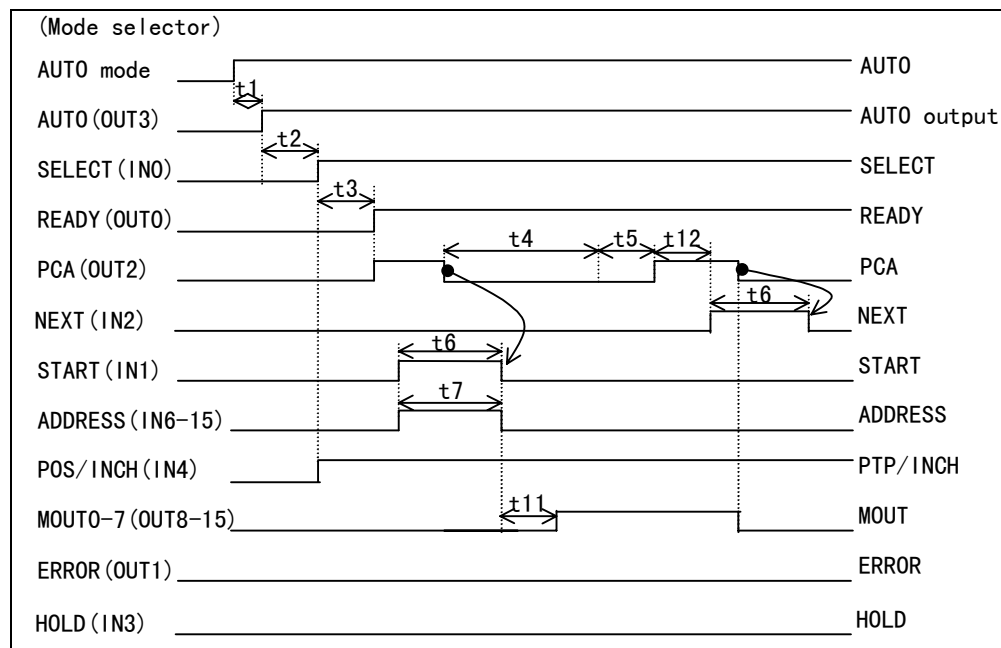 (Mode selector)
AUTO mode AUTO
t1
AUTO(OUT3) AUTO output
t2
SELECT(IN0) SELECT
t3
READY(OUT0) READY
t4 t5 t12
PCA(OUT2) PCA
t6
NEXT(IN2) NEXT
t6
START(IN1) START
t7
ADDRESS(IN6-15) ADDRESS
POS/INCH(IN4) PTP/INCH
t11
MOUT0-7(OUT8-15) MOUT
ERROR(OUT1) ERROR
HOLD(IN3) HOLD